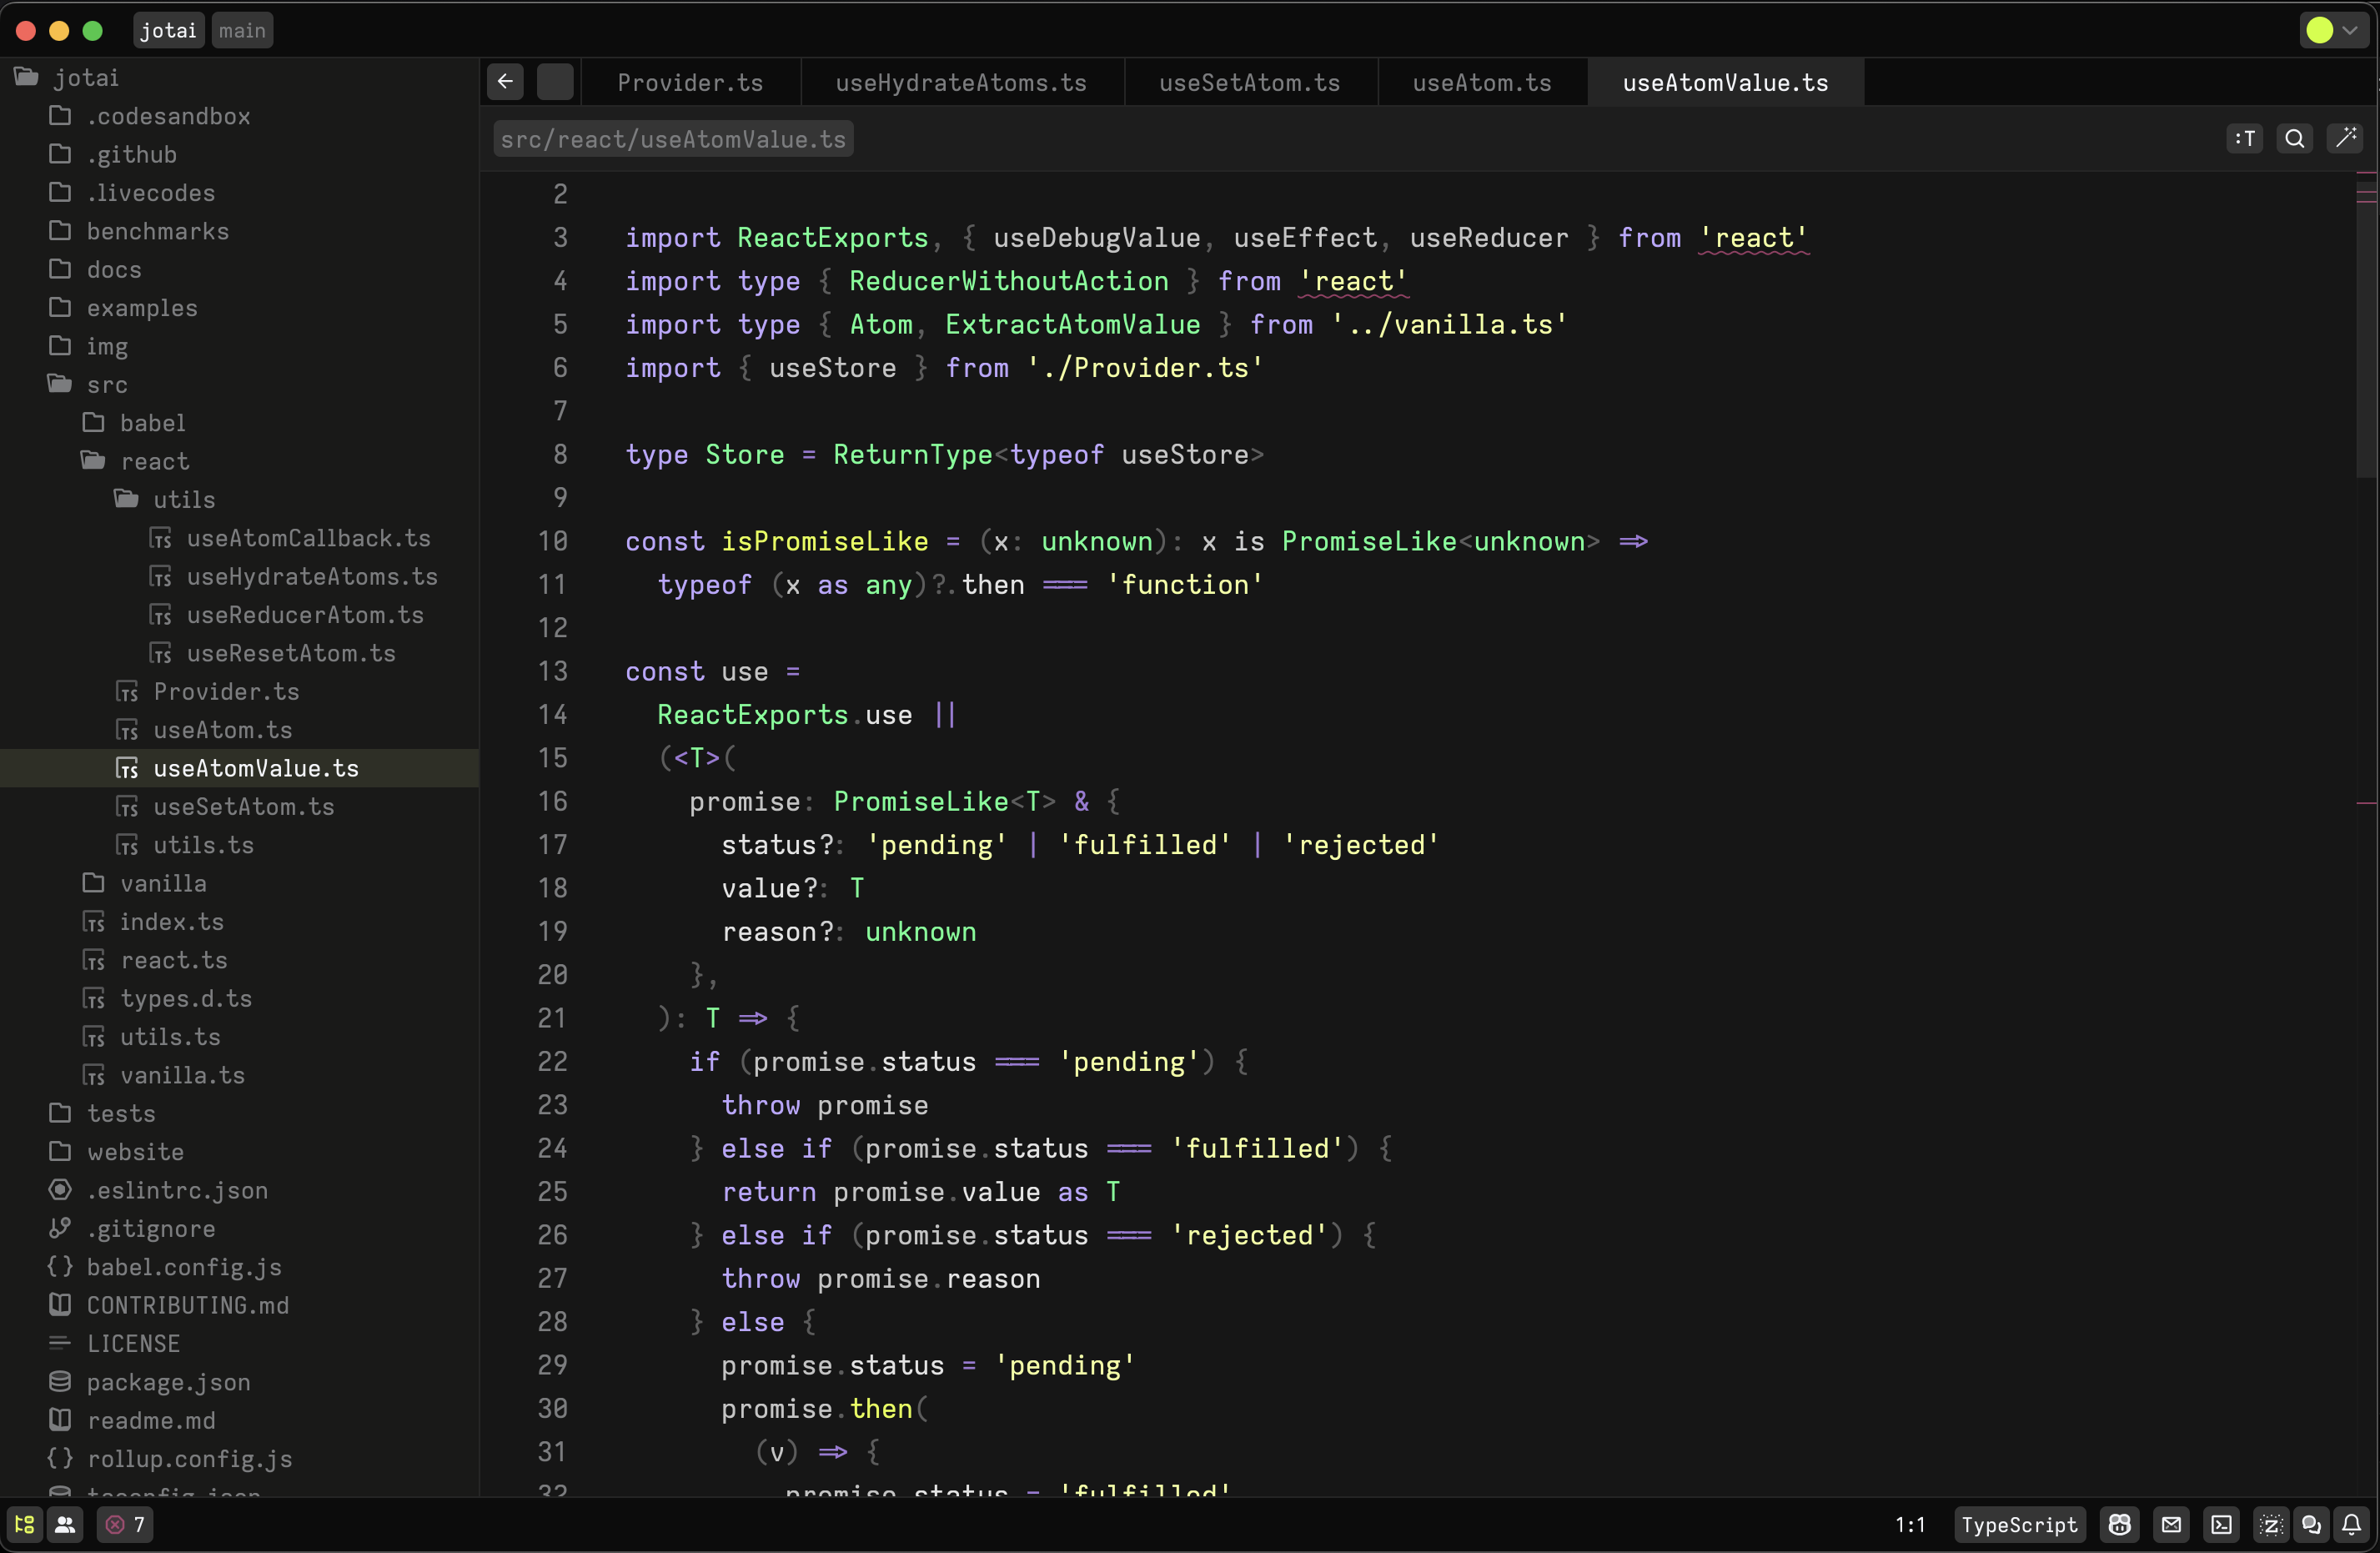 jotai main
jotai
.codesandbox
.github
.livecodes
benchmarks
docs
examples
img
src
babel
react
utils
useAtomCallback.ts
useHydrateAtoms.ts
useReducerAtom.ts
useResetAtom.ts
Provider.ts
useAtom.ts
useAtomValue.ts
useSetAtom.ts
utils.ts
vanilla
index.ts
react.ts
types.d.ts
utils.ts
vanilla.ts
tests
website
.eslintrc.json
.gitignore
babel.config.js
CONTRIBUTING.md
LICENSE
package.json
readme.md
rollup.config.js
tsconfig.json
Provider.ts useHydrateAtoms.ts useSetAtom.ts useAtom.ts useAtomValue.ts
src/react/useAtomValue.ts :T
2
3 import ReactExports, { useDebugValue, useEffect, useReducer } from 'react'
4 import type { ReducerWithoutAction } from 'react'
5 import type { Atom, ExtractAtomValue } from '../vanilla.ts'
6 import { useStore } from './Provider.ts'
7
8 type Store = ReturnType<typeof useStore>
9
10 const isPromiseLike = (x: unknown): x is PromiseLike<unknown> =>
11   typeof (x as any)?.then === 'function'
12
13 const use =
14   ReactExports.use ||
15   (<T>(
16     promise: PromiseLike<T> & {
17       status?: 'pending' | 'fulfilled' | 'rejected'
18       value?: T
19       reason?: unknown
20     },
21   ): T => {
22     if (promise.status === 'pending') {
23       throw promise
24     } else if (promise.status === 'fulfilled') {
25       return promise.value as T
26     } else if (promise.status === 'rejected') {
27       throw promise.reason
28     } else {
29       promise.status = 'pending'
30       promise.then(
31         (v) => {
32           promise.status = 'fulfilled'
7 1:1 TypeScript